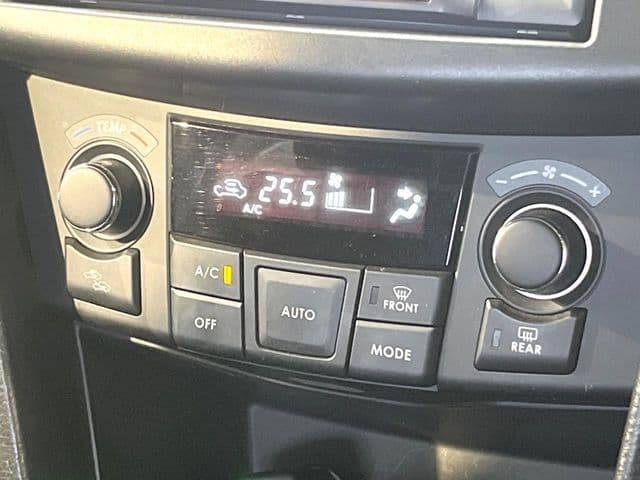 TEMP
25.5
A/C
A/C
OFF
AUTO
FRONT
MODE
REAR